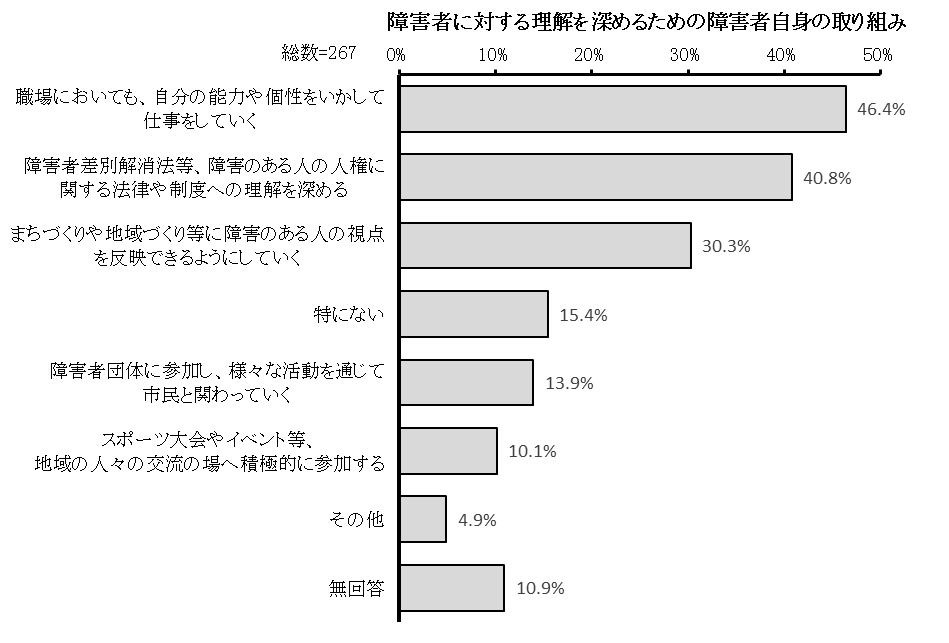 障害者に対する理解を深めるための障害者自身の取り組み
総数=267
0%
10%
20%
30%
40%
50%
職場においても、自分の能力や個性をいかして
仕事をしていく
46.4%
障害者差別解消法等、障害のある人の人権に
関する法律や制度への理解を深める
40.8%
まちづくりや地域づくり等に障害のある人の視点
を反映できるようにしていく
30.3%
特にない
15.4%
障害者団体に参加し、様々な活動を通じて
市民と関わっていく
13.9%
スポーツ大会やイベント等、
地域の人々の交流の場へ積極的に参加する
10.1%
その他
4.9%
無回答
10.9%